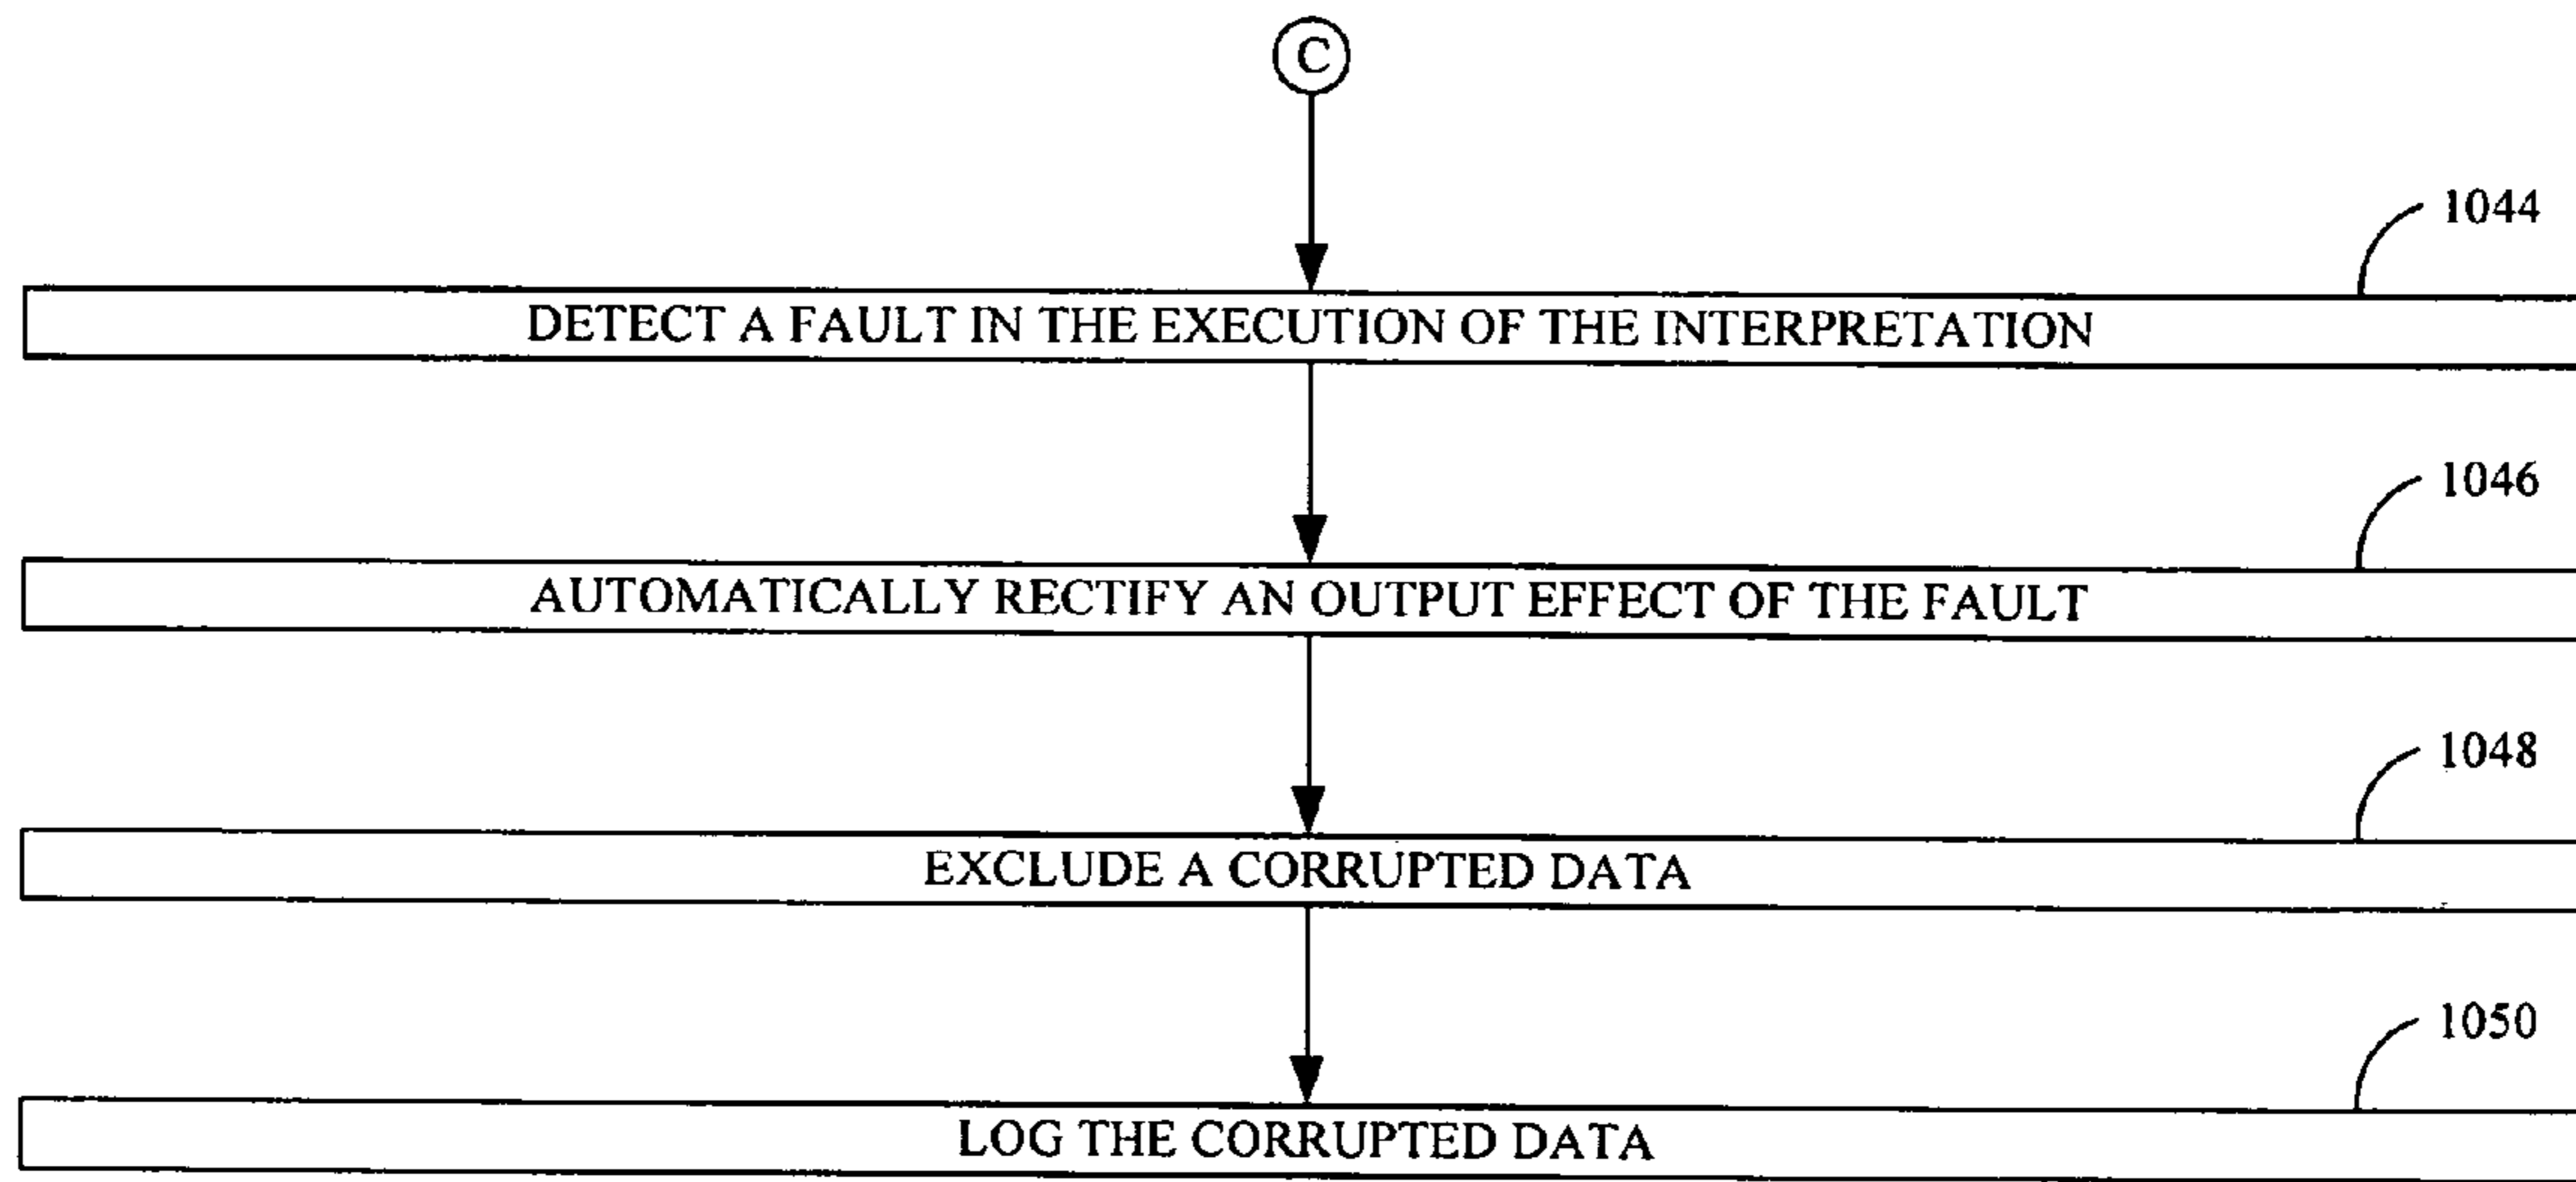 C
1044
DETECT A FAULT IN THE EXECUTION OF THE INTERPRETATION
1046
AUTOMATICALLY RECTIFY AN OUTPUT EFFECT OF THE FAULT
1048
EXCLUDE A CORRUPTED DATA
1050
LOG THE CORRUPTED DATA